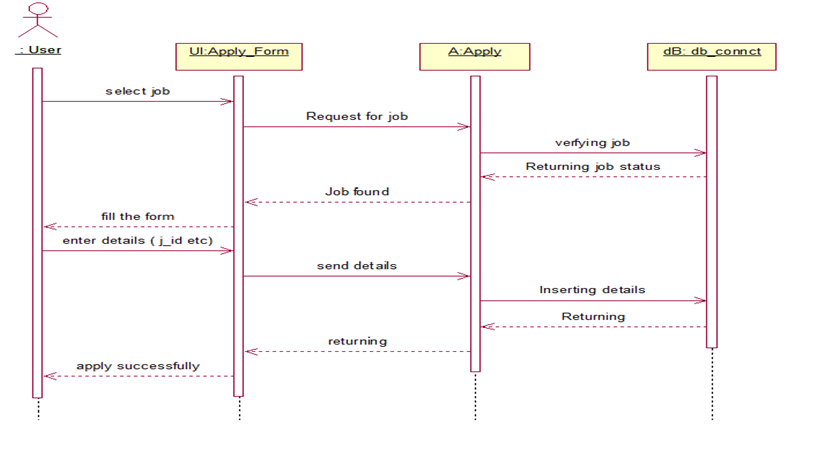 : User
UI:Apply_Form
A:Apply
dB: db_connct
select job
Request for job
verfying job
Returning job status
Job found
fill the form
enter details ( j_id etc)
send details
Inserting details
Returning
returning
apply successfully